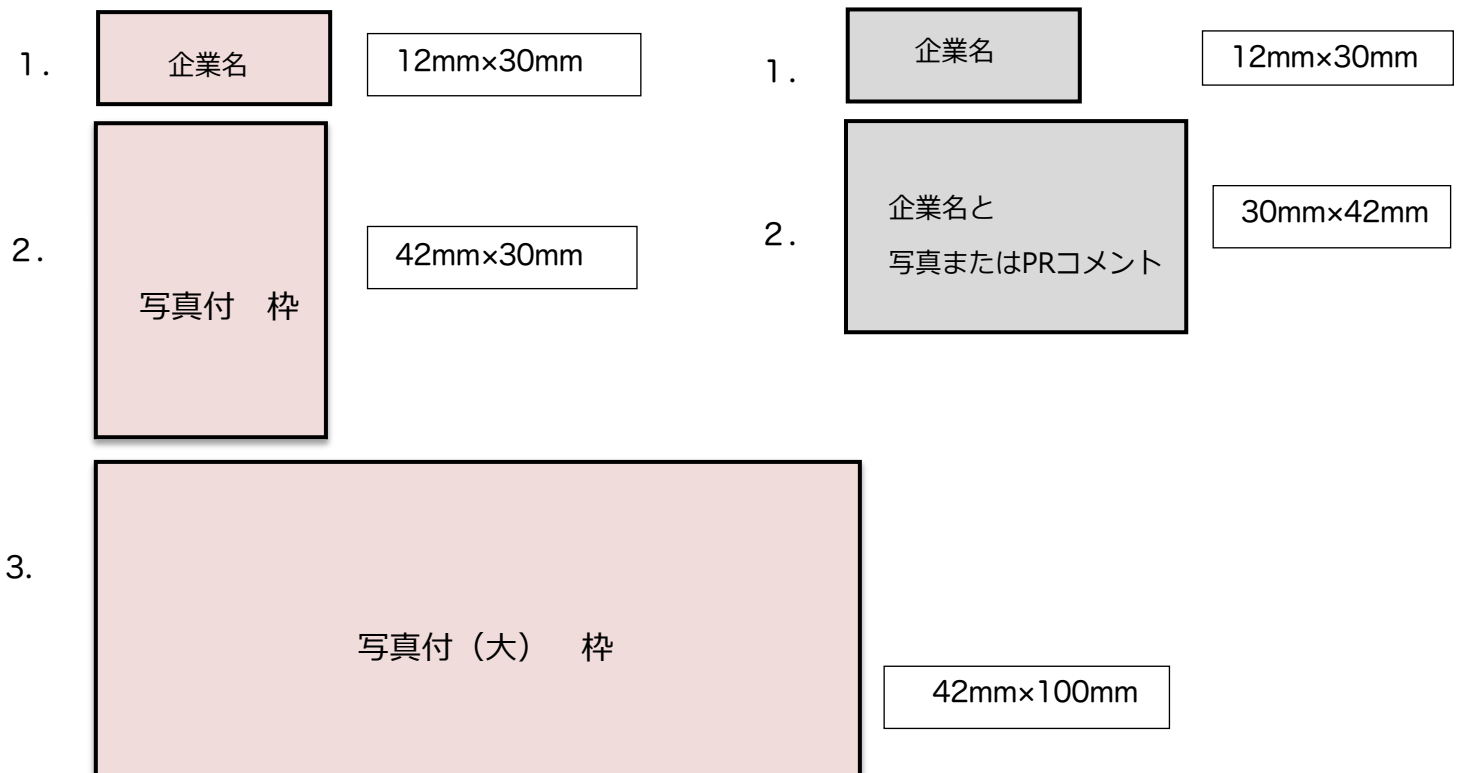 1. 企業名 12mm×30mm
2. 写真付　枠 42mm×30mm
3. 写真付（大）　枠 42mm×100mm
1. 企業名 12mm×30mm
2. 企業名と
写真またはPRコメント 30mm×42mm